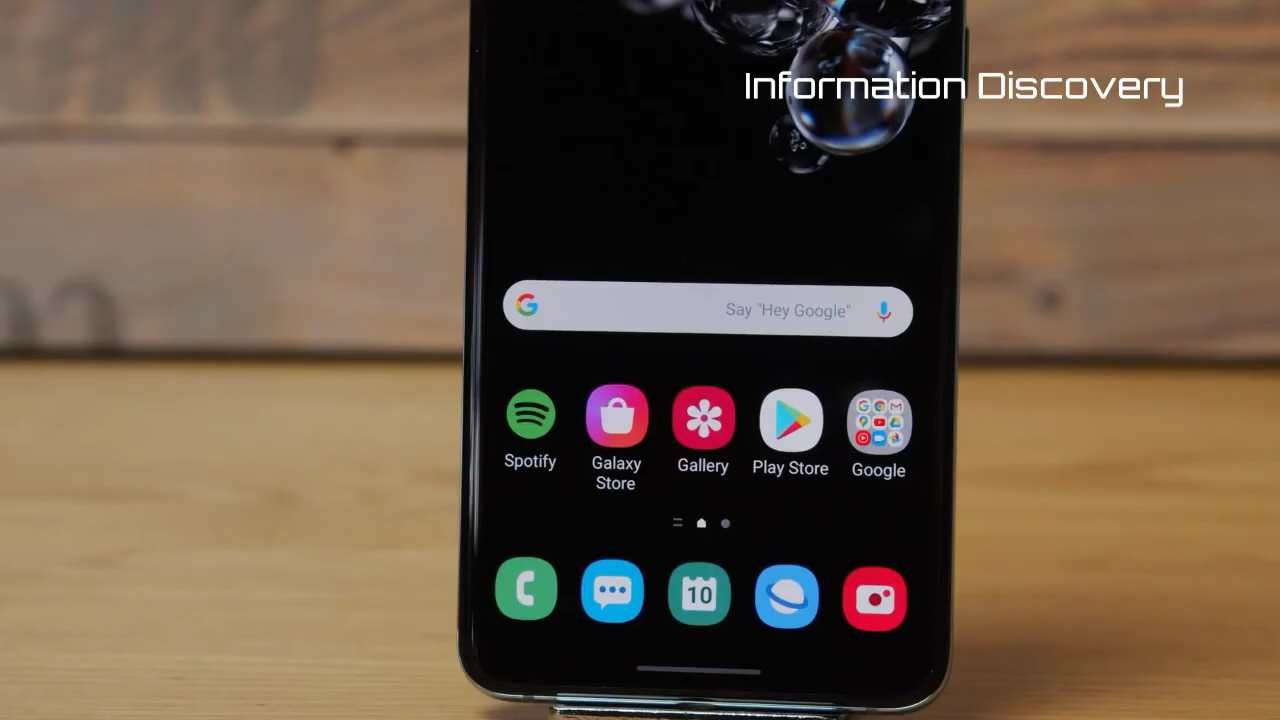 Information Discovery
Say "Hey Google"
Spotify
Galaxy
Store
Gallery
Play Store
Google
10